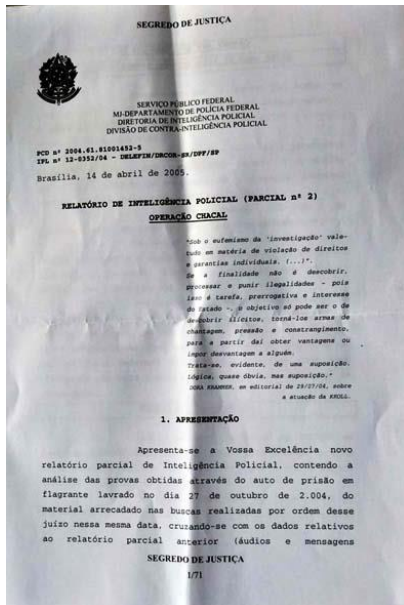 SEGREDO DE JUSTIÇA
SERVIÇO PÚBLICO FEDERAL
MJ-DEPARTAMENTO DE POLÍCIA FEDERAL
DIRETORIA DE INTELIGÊNCIA POLICIAL
DIVISÃO DE CONTRA-INTELIGÊNCIA POLICIAL
PCD nº 2004.61.81001452-5
IPL nº 12-0352/04 - DELEFIN/DRCOR-SR/DPF/SP
Brasília, 14 de abril de 2005.
RELATÓRIO DE INTELIGÊNCIA POLICIAL (PARCIAL nº 2)
OPERAÇÃO CHACAL
"Sob o eufemismo da 'investigação' vale-
tudo em matéria de violação de direitos
e garantias individuais. (...)".
Se a finalidade não é descobrir,
processar e punir ilegalidades - pois
isso é tarefa, prerrogativa e interesse
do Estado -, o objetivo só pode ser o de
descobrir ilícitos, torná-los armas de
chantagem, pressão e constrangimento,
para a partir daí obter vantagens ou
impor desvantagem a alguém.
Trata-se, evidente, de uma suposição.
Lógica, quase óbvia, mas suposição."
DORA KRAMMER, em editorial de 29/07/04, sobre
a atuação da KROLL.
1. APRESENTAÇÃO
Apresenta-se a Vossa Excelência novo
relatório parcial de Inteligência Policial, contendo a
análise das provas obtidas através do auto de prisão em
flagrante lavrado no dia 27 de outubro de 2.004, do
material arrecadado nas buscas realizadas por ordem desse
juízo nessa mesma data, cruzando-se com os dados relativos
ao relatório parcial anterior (áudios e mensagens
SEGREDO DE JUSTIÇA
1/71